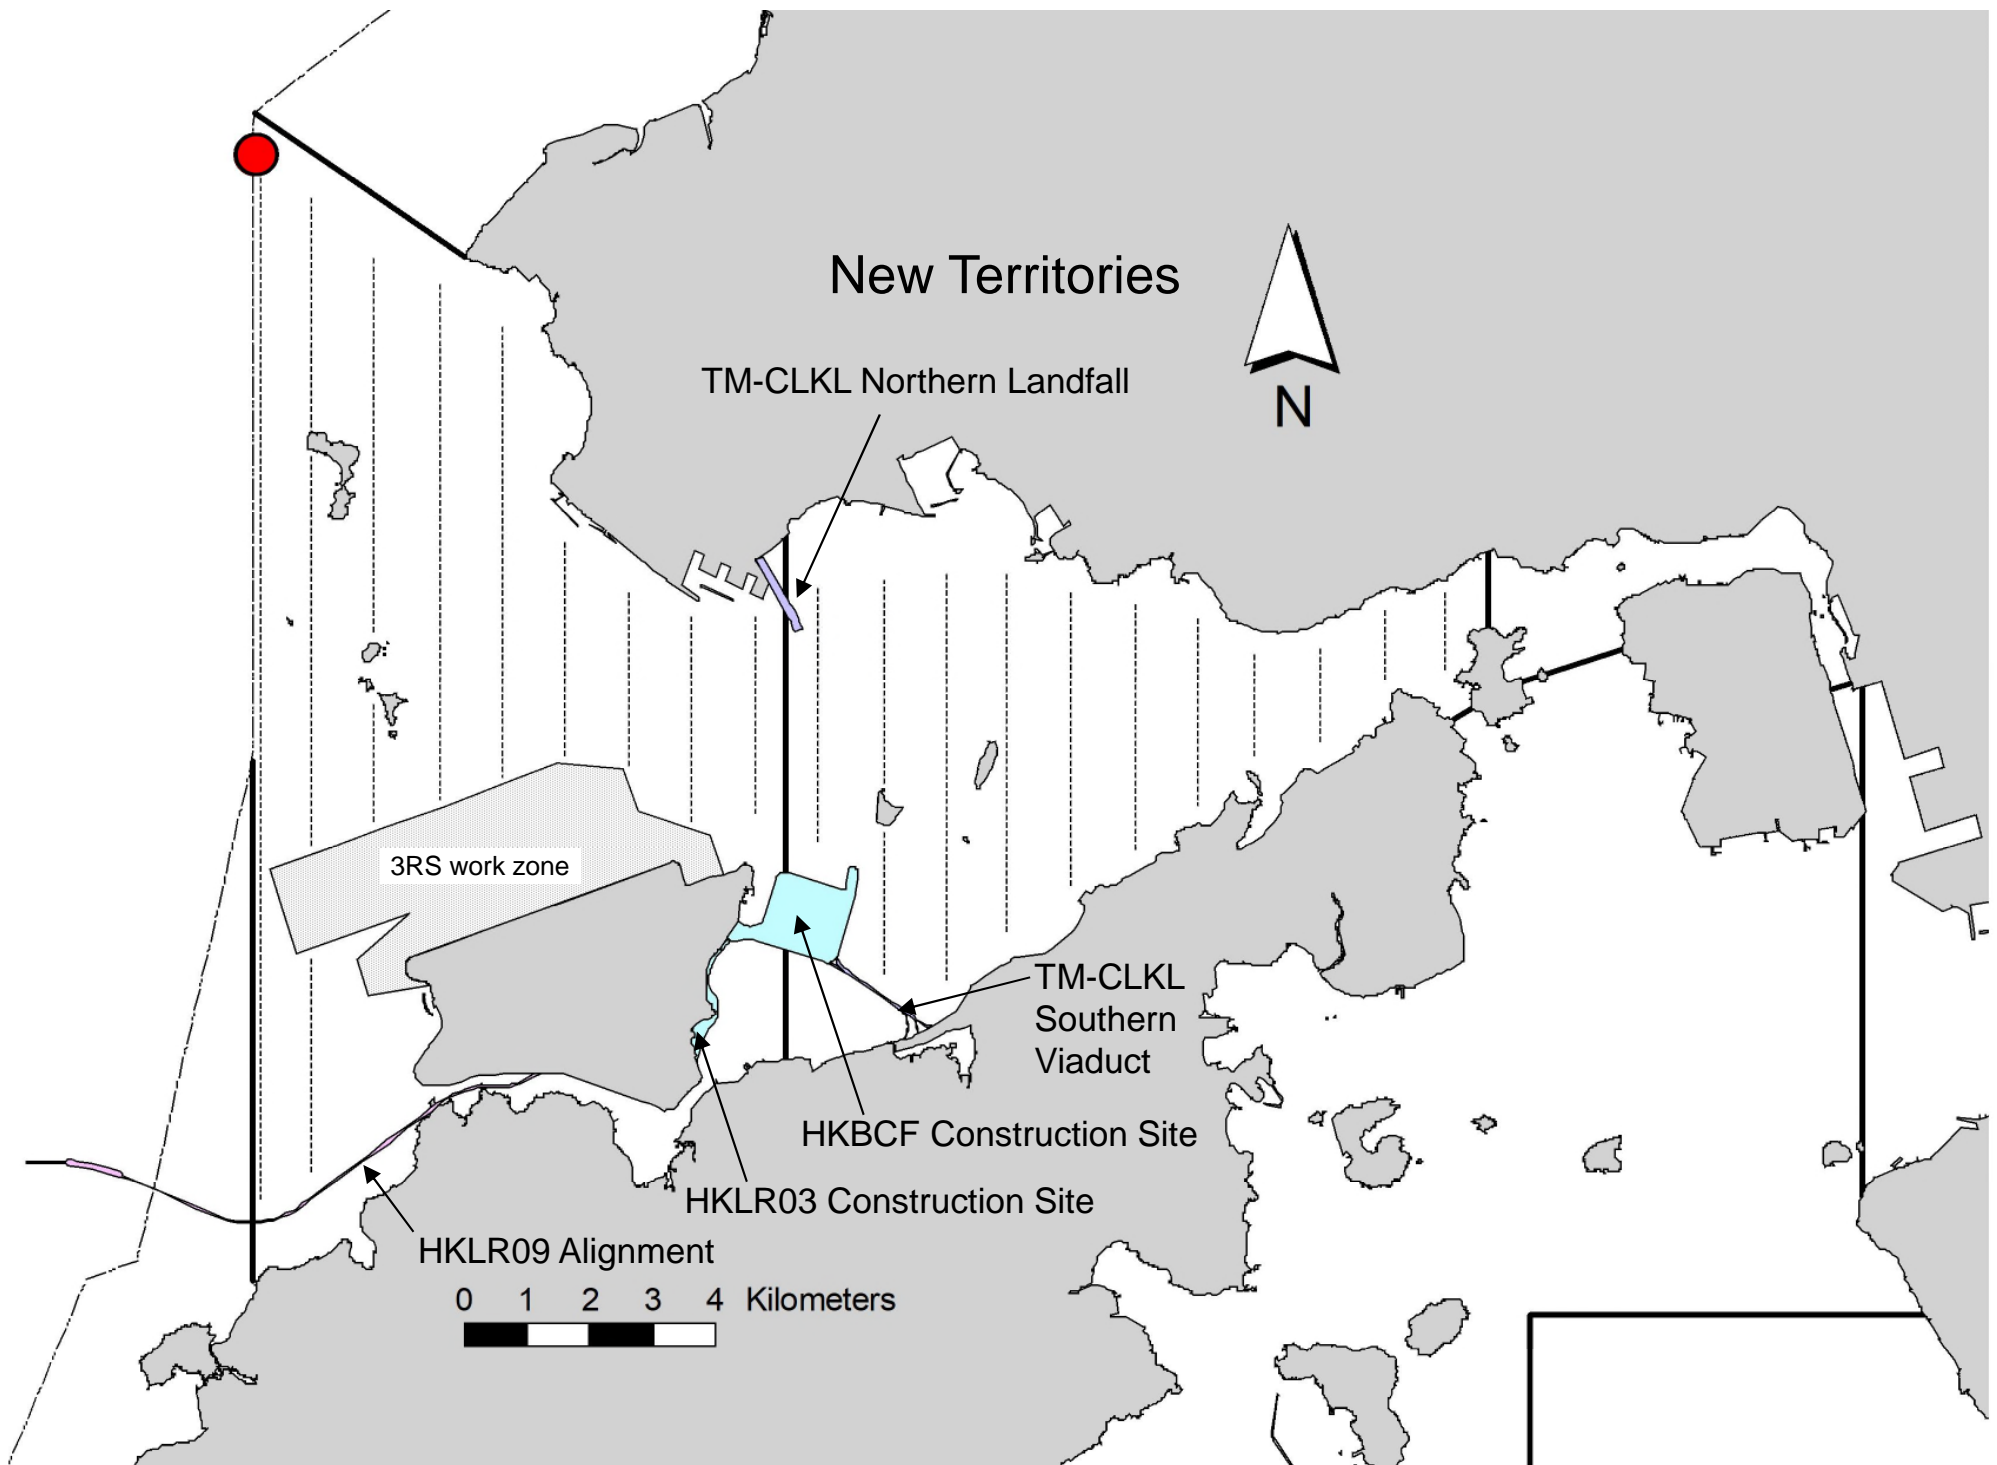 New Territories
TM-CLKL Northern Landfall
N
3RS work zone
TM-CLKL
Southern
Viaduct
HKBCF Construction Site
HKLR03 Construction Site
HKLR09 Alignment
0 1 2 3 4 Kilometers